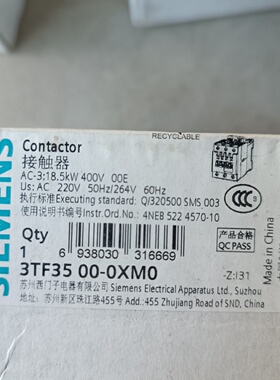 RECYCLABLE
SIEMENS
Contactor
接触器
AC-3;18.5kW 400V 00E
Us: AC 220V 50Hz/264V 60Hz
执行标准Executing standard: Q/320500 SMS 003
使用说明书编号Instr.Ord.No.: 4NEB 522 4570-10
CCC
Qty
1
6 938030 316669
产品合格
QC PASS
Made in China
3TF35 00-0XM0
-Z:I31
苏州西门子电器有限公司 Siemens Electrical Apparatus Ltd., Suzhou
地址：苏州新区珠江路455号 Add.:455 Zhujiang Road of SND, China